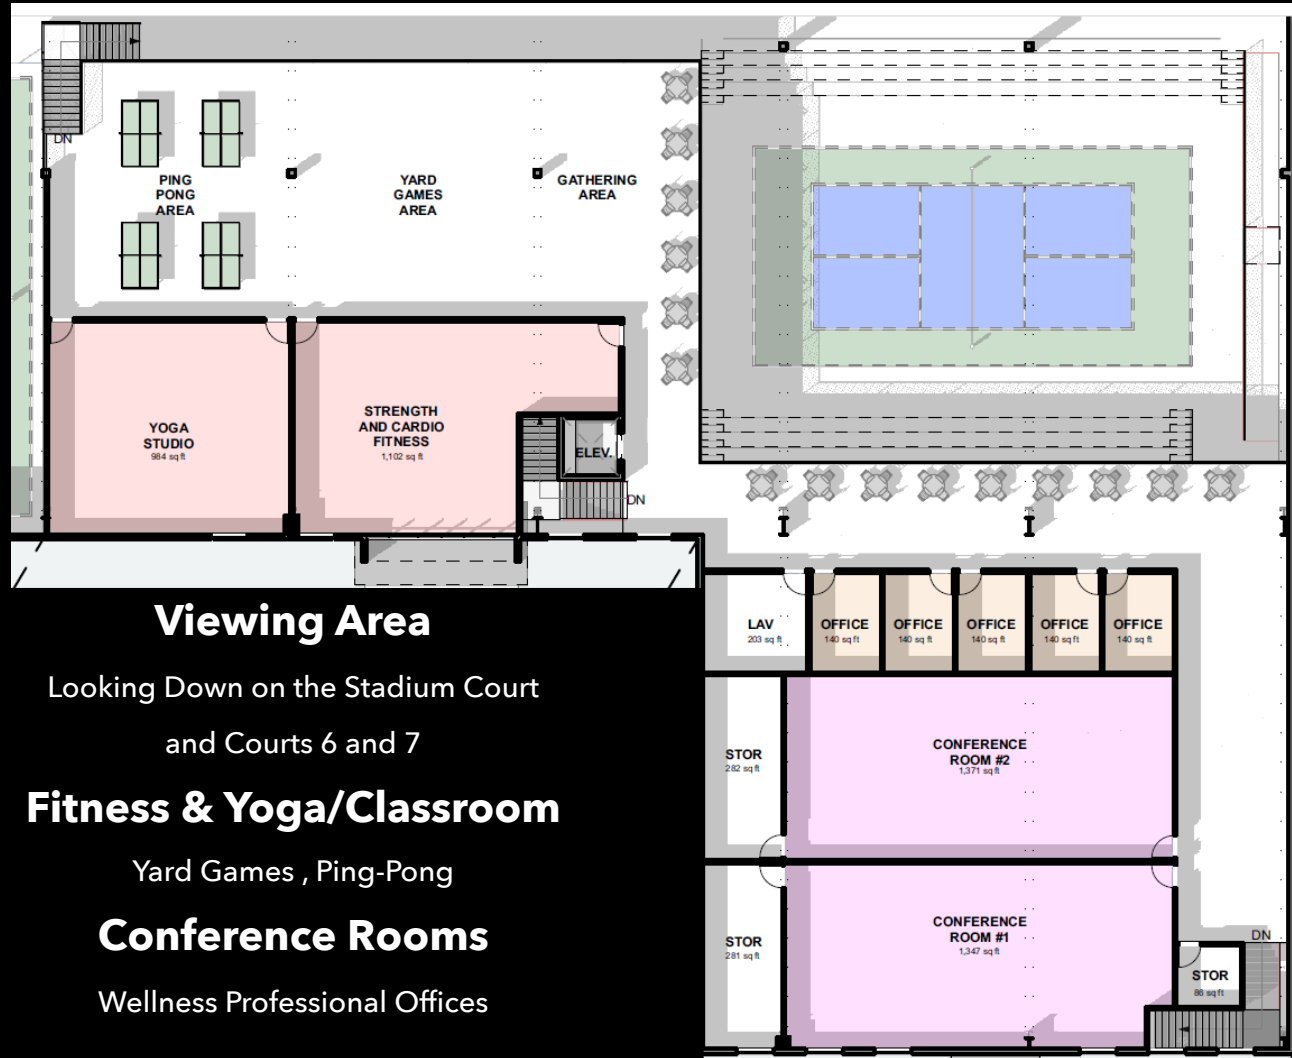 DN
PING
PONG
AREA
YARD
GAMES
AREA
GATHERING
AREA
YOGA
STUDIO
984 sq ft
STRENGTH
AND CARDIO
FITNESS
1,102 sq ft
ELEV.
DN
LAV
203 sq ft
OFFICE
140 sq ft
OFFICE
140 sq ft
OFFICE
140 sq ft
OFFICE
140 sq ft
OFFICE
140 sq ft
STOR
282 sq ft
CONFERENCE
ROOM #2
1,371 sq ft
STOR
281 sq ft
CONFERENCE
ROOM #1
1,347 sq ft
DN
STOR
86 sq ft
Viewing Area
Looking Down on the Stadium Court
and Courts 6 and 7
Fitness & Yoga/Classroom
Yard Games , Ping-Pong
Conference Rooms
Wellness Professional Offices